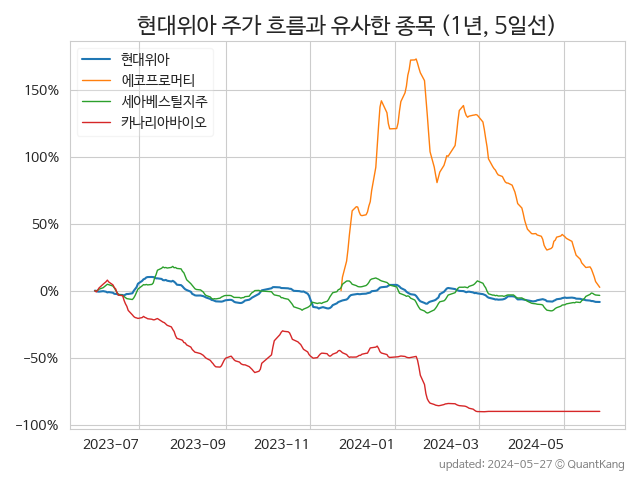 현대위아 주가 흐름과 유사한 종목 (1년, 5일선)
현대위아
에코프로머티
세아베스틸지주
카나리아바이오
150%
100%
50%
0%
−50%
−100%
2023-07 2023-09 2023-11 2024-01 2024-03 2024-05
updated: 2024-05-27 © QuantKang